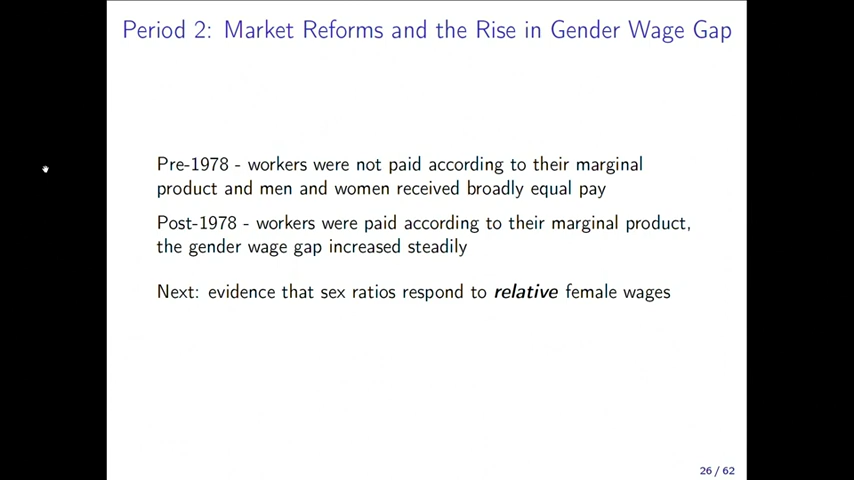 Period 2: Market Reforms and the Rise in Gender Wage Gap
Pre-1978 - workers were not paid according to their marginal
product and men and women received broadly equal pay
Post-1978 - workers were paid according to their marginal product,
the gender wage gap increased steadily
Next: evidence that sex ratios respond to relative female wages
26 / 62